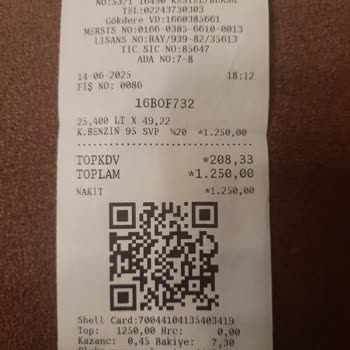 NO:53/1 16450 KESTEL/BURSA
TEL:02243730303
Gökdere VD:1660385661
MERSIS NO:0166-0385-6610-0013
LISANS NO:BAY/939-82/35613
TIC SIC NO:85647
ADA NO:7-8
14-06-2025 18:12
FİŞ NO: 0086
16BOF732
25,400 LT X 49,22
K.BENZIN 95 SVP %20 *1.250,00
TOPKDV *208,33
TOPLAM *1.250,00
NAKIT *1.250,00
Shell Card:70044104135403419
Top: 1250,00 Hrc: 0,00
Kazanc: 0,45 Bakiye: 7,30